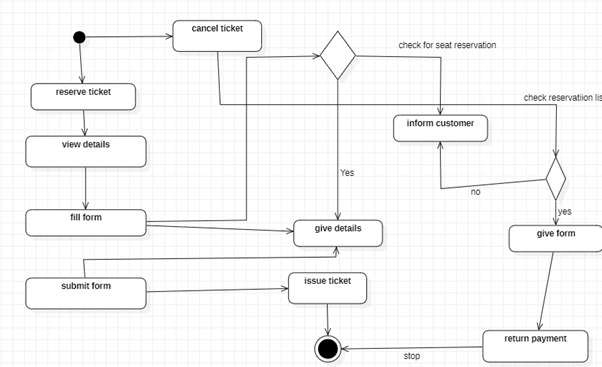 cancel ticket
check for seat reservation
reserve ticket
check reservatiion lis
inform customer
view details
Yes
no
yes
fill form
give details
give form
submit form
issue ticket
return payment
stop